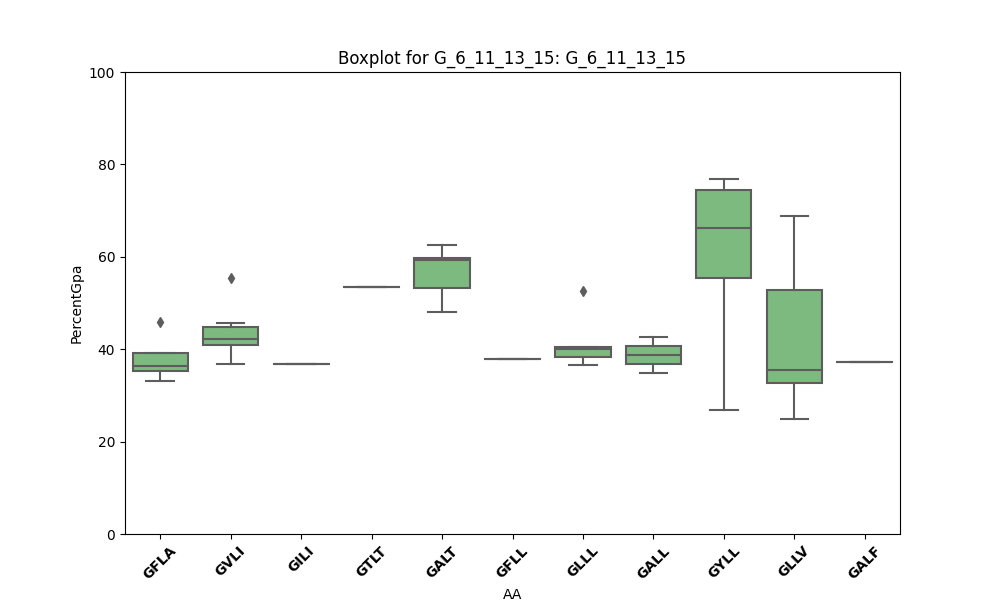 Boxplot for G_6_11_13_15: G_6_11_13_15
100
80
60
40
20
0
PercentGpa
GFLA GVLI GILI GTLT GALT GFLL GLLL GALL GYLL GLLV GALF
AA